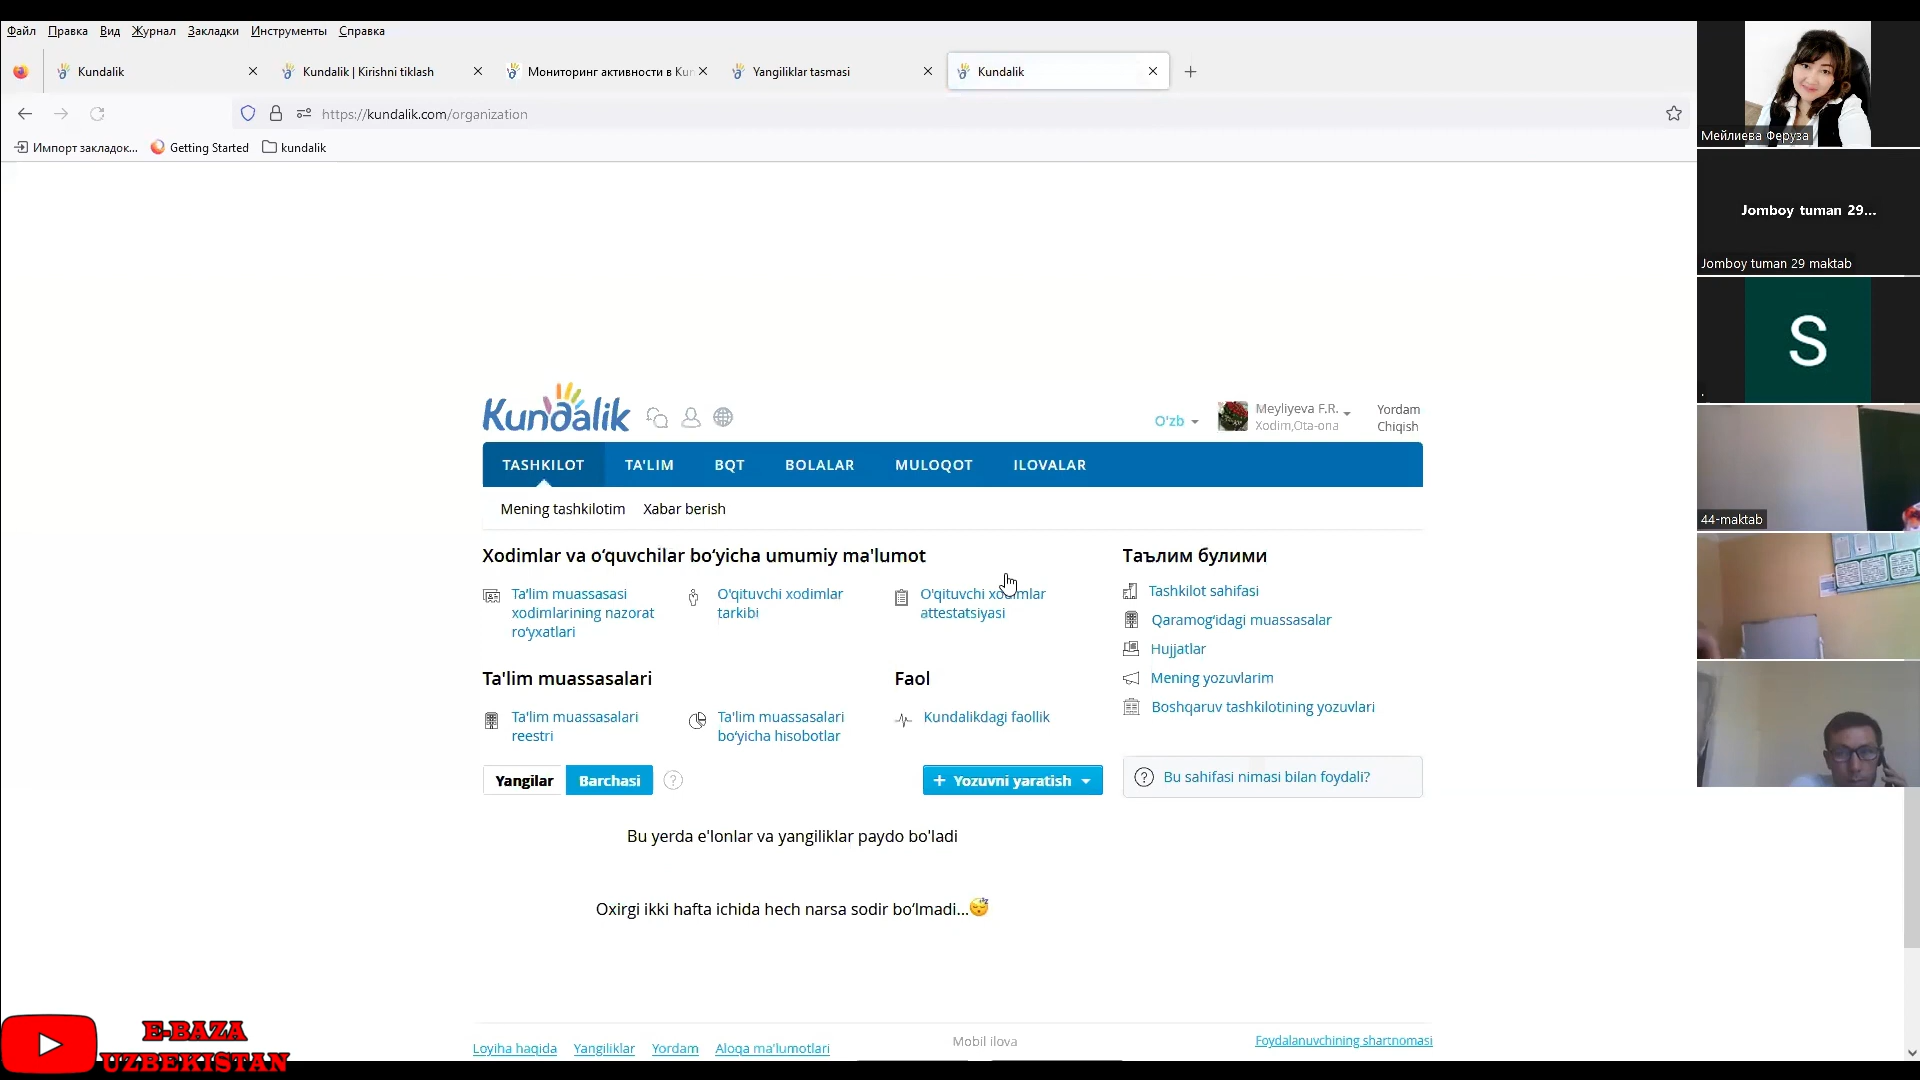 Файл Правка Вид Журнал Закладки Инструменты Справка
Kundalik
Kundalik | Kirishni tiklash
Мониторинг активности в Kun
Yangiliklar tasmasi
Kundalik
https://kundalik.com/organization
Импорт закладок...
Getting Started
kundalik
Kundalik
O'zb
Meyliyeva F.R.
Xodim,Ota-ona
Yordam
Chiqish
TASHKILOT TA'LIM BQT BOLALAR MULOQOT ILOVALAR
Mening tashkilotim Xabar berish
Xodimlar va o‘quvchilar bo‘yicha umumiy ma'lumot
Ta‘lim muassasasi
xodimlarining nazorat
ro‘yxatlari
O'qituvchi xodimlar
tarkibi
O'qituvchi xodimlar
attestatsiyasi
Ta'lim muassasalari
Ta'lim muassasalari
reestri
Ta'lim muassasalari
bo‘yicha hisobotlar
Faol
Kundalikdagi faollik
Таълим булими
Tashkilot sahifasi
Qaramog‘idagi muassasalar
Hujjatlar
Mening yozuvlarim
Boshqaruv tashkilotining yozuvlari
Yangilar Barchasi ?
+ Yozuvni yaratish
? Bu sahifasi nimasi bilan foydali?
Bu yerda e'lonlar va yangiliklar paydo bo'ladi
Oxirgi ikki hafta ichida hech narsa sodir bo‘lmadi...😴
Loyiha haqida Yangiliklar Yordam Aloqa ma'lumotlari
Mobil ilova
Foydalanuvchining shartnomasi
Мейлиева Феруза
Jomboy tuman 29...
Jomboy tuman 29 maktab
S
.
44-maktab
E-BAZA
UZBEKISTAN